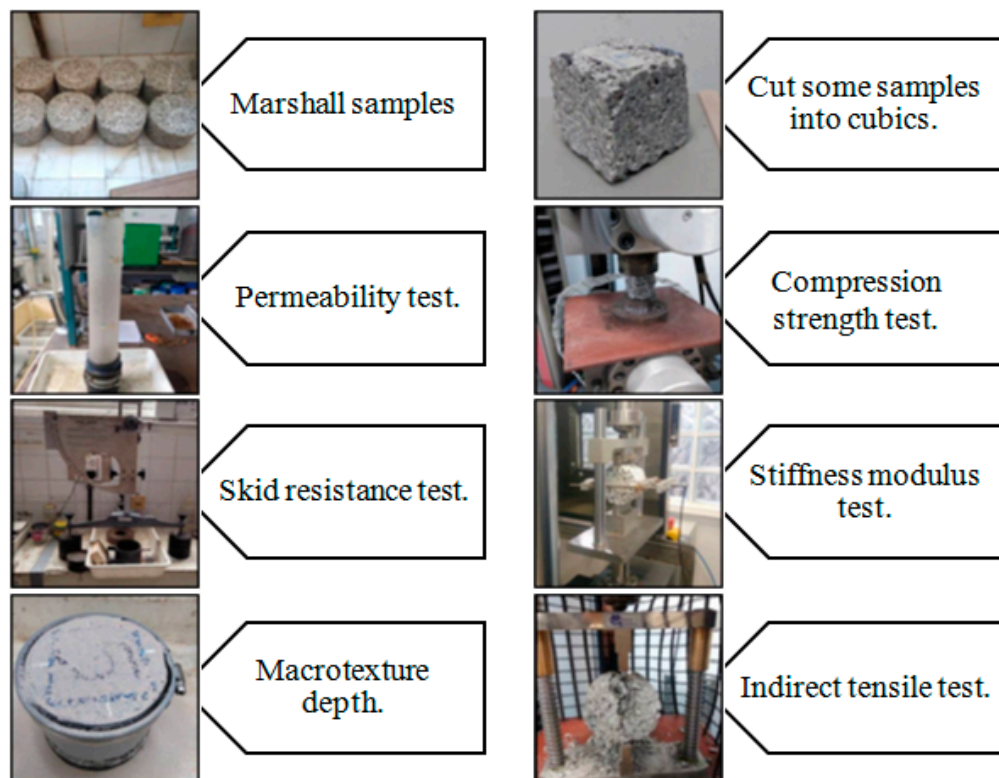 Marshall samples
Cut some samples
into cubics.
Permeability test.
Compression
strength test.
Skid resistance test.
Stiffness modulus
test.
Macrotexture
depth.
Indirect tensile test.